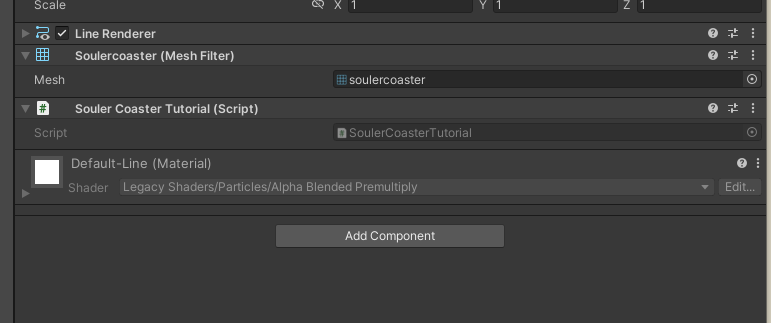 Scale X 1 Y 1 Z 1
Line Renderer
Soulercoaster (Mesh Filter)
Mesh soulercoaster
# Souler Coaster Tutorial (Script)
Script # SoulerCoasterTutorial
Default-Line (Material)
Shader Legacy Shaders/Particles/Alpha Blended Premultiply Edit...
Add Component